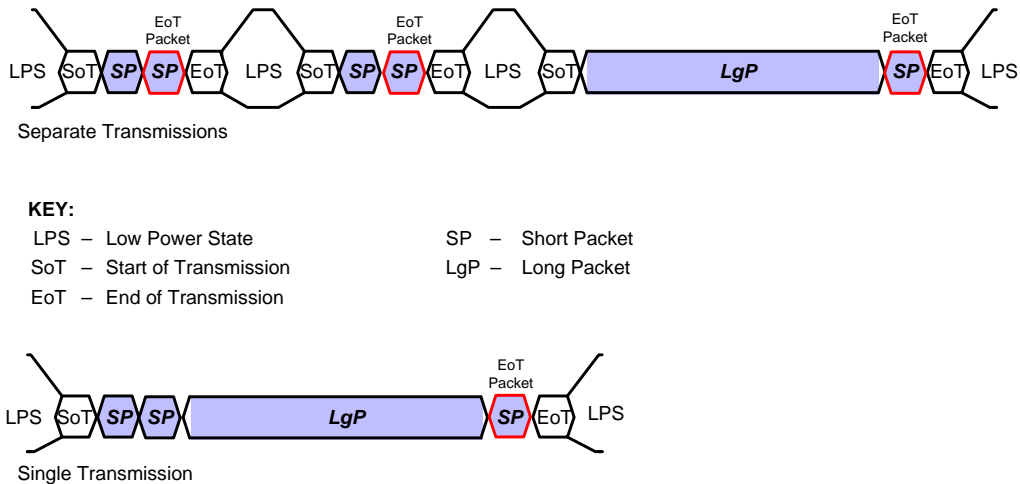 EoT
Packet
EoT
Packet
EoT
Packet
LPS SoT SP SP EoT LPS SoT SP SP EoT LPS SoT LgP SP EoT LPS
Separate Transmissions
KEY:
LPS – Low Power State SP – Short Packet
SoT – Start of Transmission LgP – Long Packet
EoT – End of Transmission
EoT
Packet
LPS SoT SP SP LgP SP EoT LPS
Single Transmission